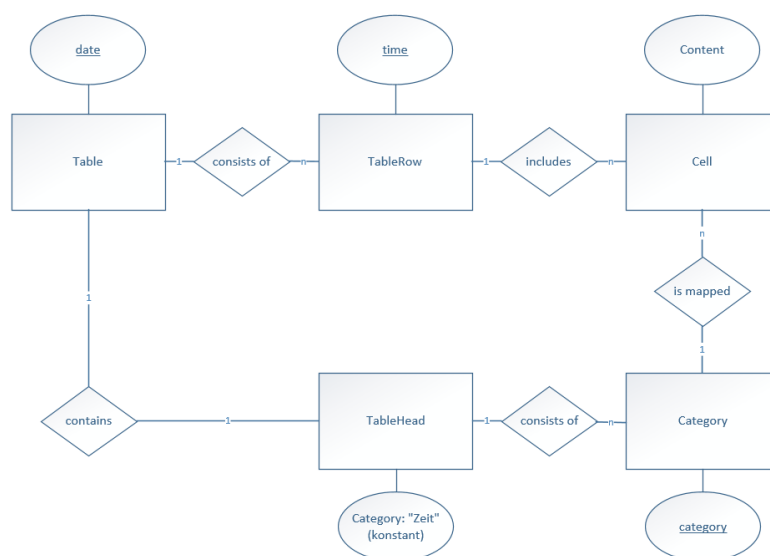 date
time
Content
Table
1
consists of
n
TableRow
1
includes
n
Cell
n
1
is mapped
1
contains
1
TableHead
1
consists of
n
Category
Category: "Zeit"
(konstant)
category